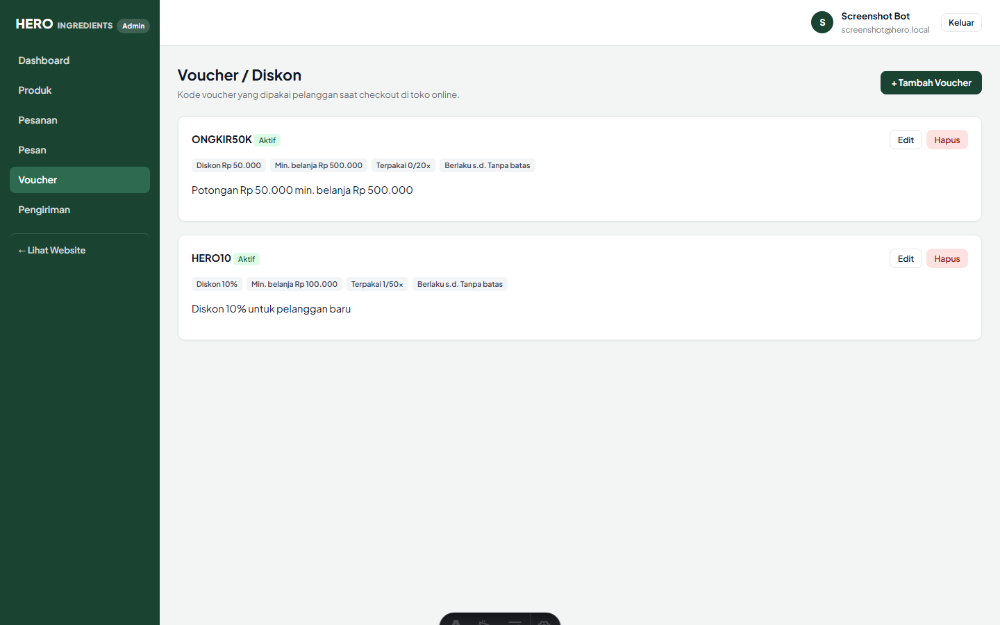 HERO INGREDIENTS Admin
Dashboard
Produk
Pesanan
Pesan
Voucher
Pengiriman
← Lihat Website
S
Screenshot Bot
screenshot@hero.local
Keluar
Voucher / Diskon
Kode voucher yang dipakai pelanggan saat checkout di toko online.
+ Tambah Voucher
ONGKIR50K Aktif
Edit Hapus
Diskon Rp 50.000 Min. belanja Rp 500.000 Terpakai 0/20× Berlaku s.d. Tanpa batas
Potongan Rp 50.000 min. belanja Rp 500.000
HERO10 Aktif
Edit Hapus
Diskon 10% Min. belanja Rp 100.000 Terpakai 1/50× Berlaku s.d. Tanpa batas
Diskon 10% untuk pelanggan baru